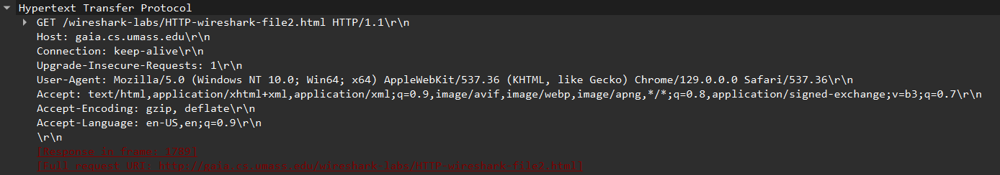 Hypertext Transfer Protocol
GET /wireshark-labs/HTTP-wireshark-file2.html HTTP/1.1\r\n
Host: gaia.cs.umass.edu\r\n
Connection: keep-alive\r\n
Upgrade-Insecure-Requests: 1\r\n
User-Agent: Mozilla/5.0 (Windows NT 10.0; Win64; x64) AppleWebKit/537.36 (KHTML, like Gecko) Chrome/129.0.0.0 Safari/537.36\r\n
Accept: text/html,application/xhtml+xml,application/xml;q=0.9,image/avif,image/webp,image/apng,*/*;q=0.8,application/signed-exchange;v=b3;q=0.7\r\n
Accept-Encoding: gzip, deflate\r\n
Accept-Language: en-US,en;q=0.9\r\n
\r\n
[Response in frame: 1789]
[Full request URI: http://gaia.cs.umass.edu/wireshark-labs/HTTP-wireshark-file2.html]